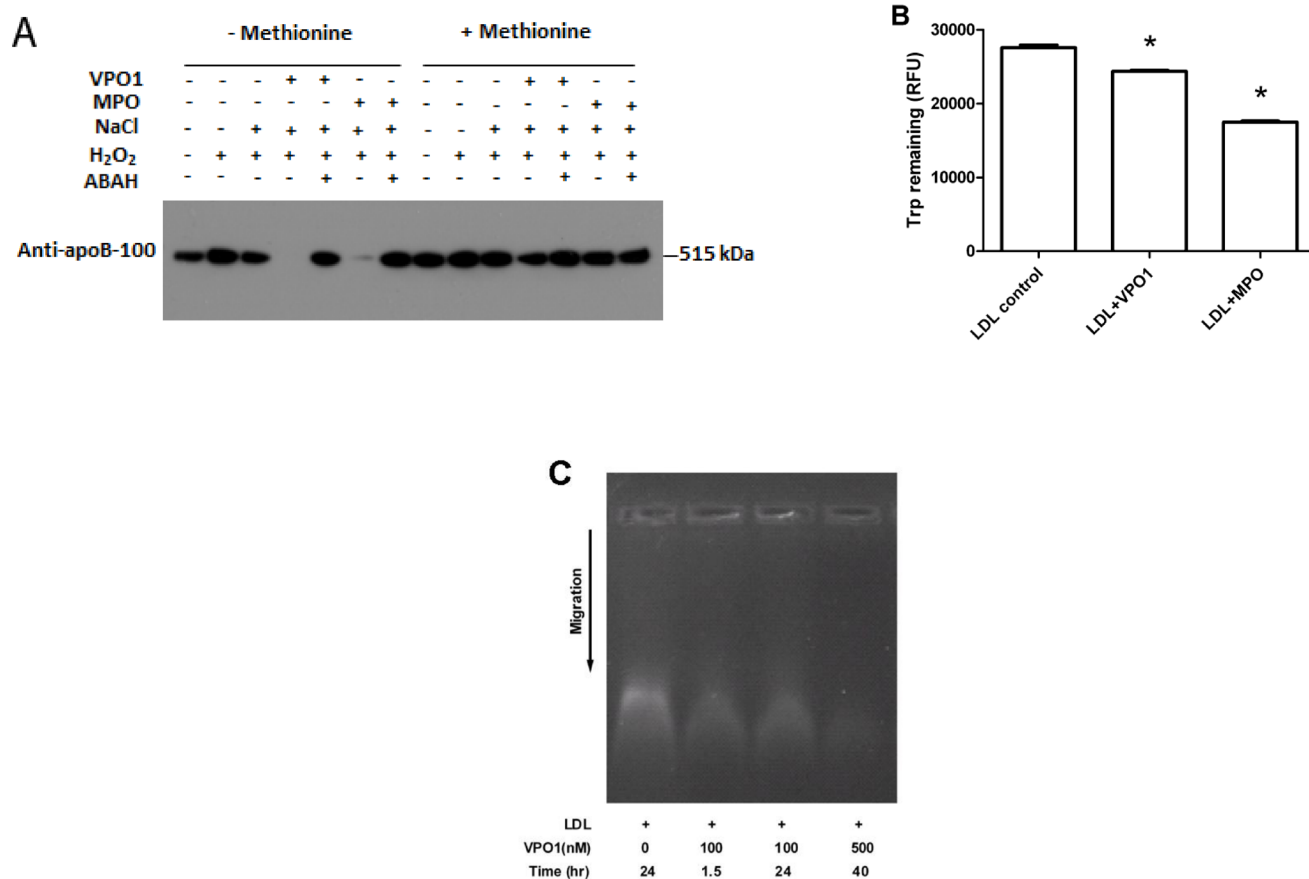 A
- Methionine + Methionine
VPO1 - - - + + - - - - - + + - -
MPO - - - - - + + - - - - - + +
NaCl - - + + + + + - - + + + + +
H₂O₂ - + + + + + + - + + + + + +
ABAH - - - - + - + - - - - + - +
Anti-apoB-100 515 kDa
B
Trp remaining (RFU)
30000
20000
10000
0
* *
LDL control
LDL+VPO1
LDL+MPO
C
Migration
LDL + + + +
VPO1(nM) 0 100 100 500
Time (hr) 24 1.5 24 40